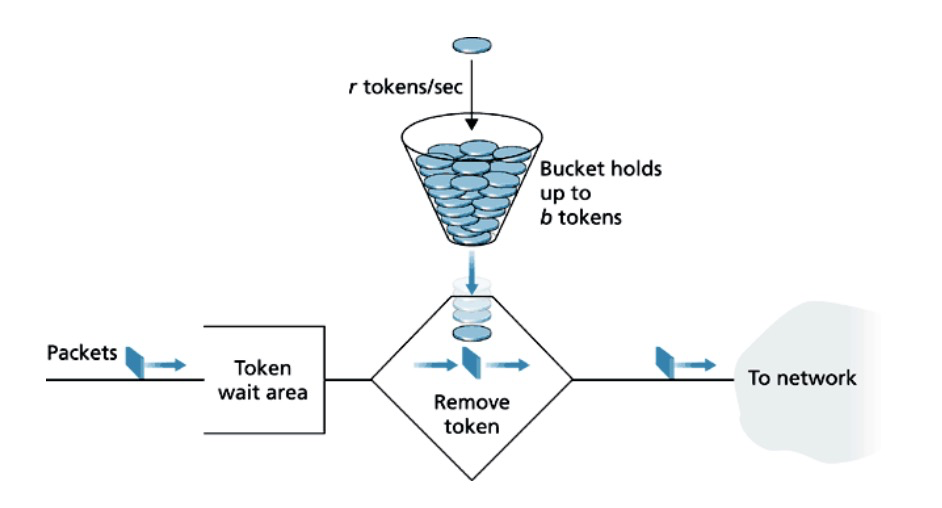 r tokens/sec
Bucket holds
up to
b tokens
Packets
Token
wait area
Remove
token
To network